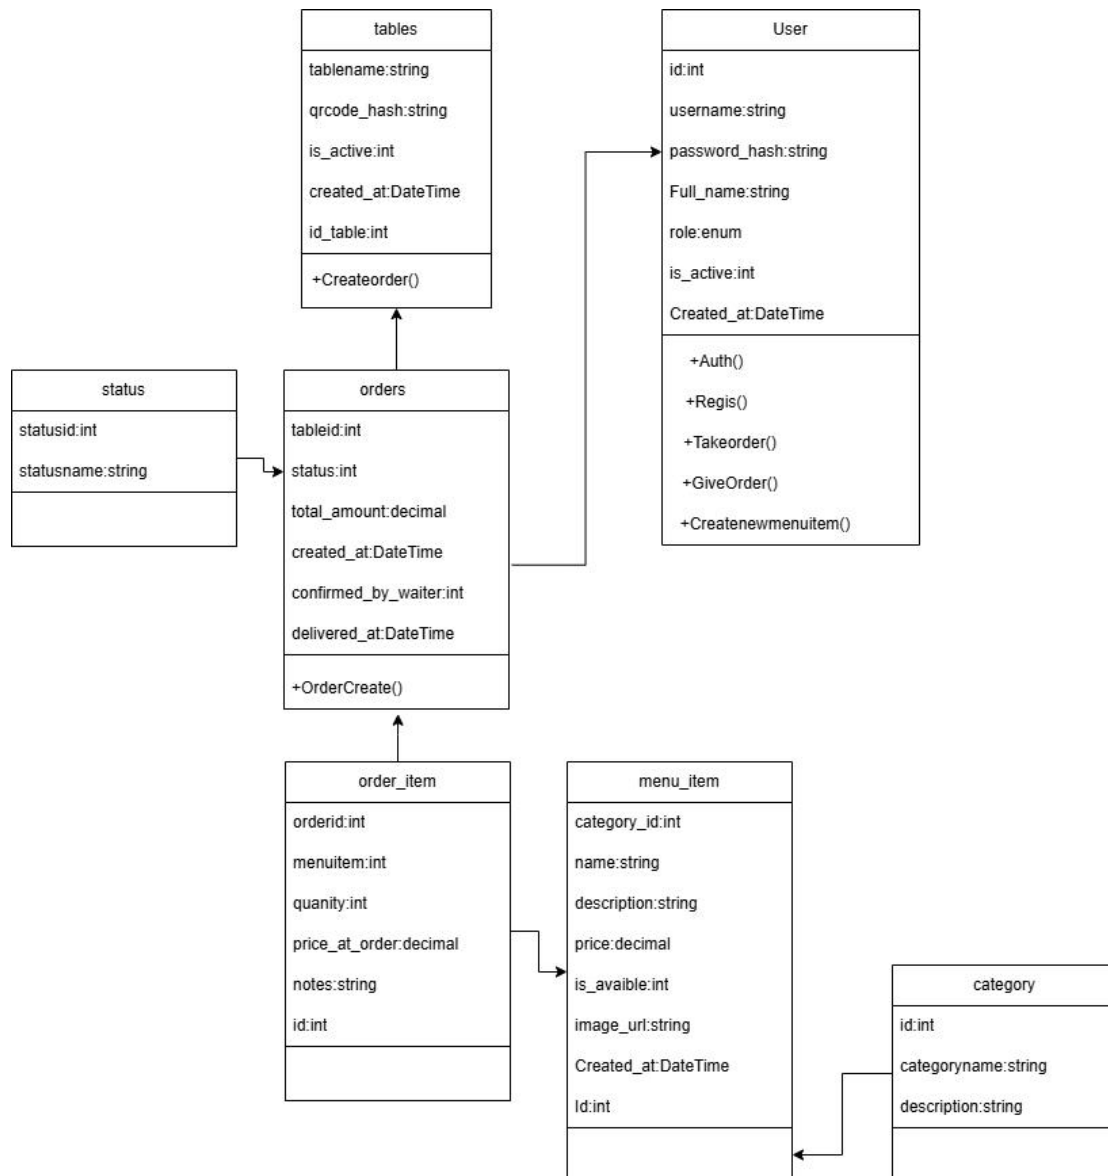 tables
tablename:string
qrcode_hash:string
is_active:int
created_at:DateTime
id_table:int
+Createorder()
User
id:int
username:string
password_hash:string
Full_name:string
role:enum
is_active:int
Created_at:DateTime
+Auth()
+Regis()
+Takeorder()
+GiveOrder()
+Createnewmenuitem()
status
statusid:int
statusname:string
orders
tableid:int
status:int
total_amount:decimal
created_at:DateTime
confirmed_by_waiter:int
delivered_at:DateTime
+OrderCreate()
order_item
orderid:int
menuitem:int
quanity:int
price_at_order:decimal
notes:string
id:int
menu_item
category_id:int
name:string
description:string
price:decimal
is_avaible:int
image_url:string
Created_at:DateTime
Id:int
category
id:int
categoryname:string
description:string